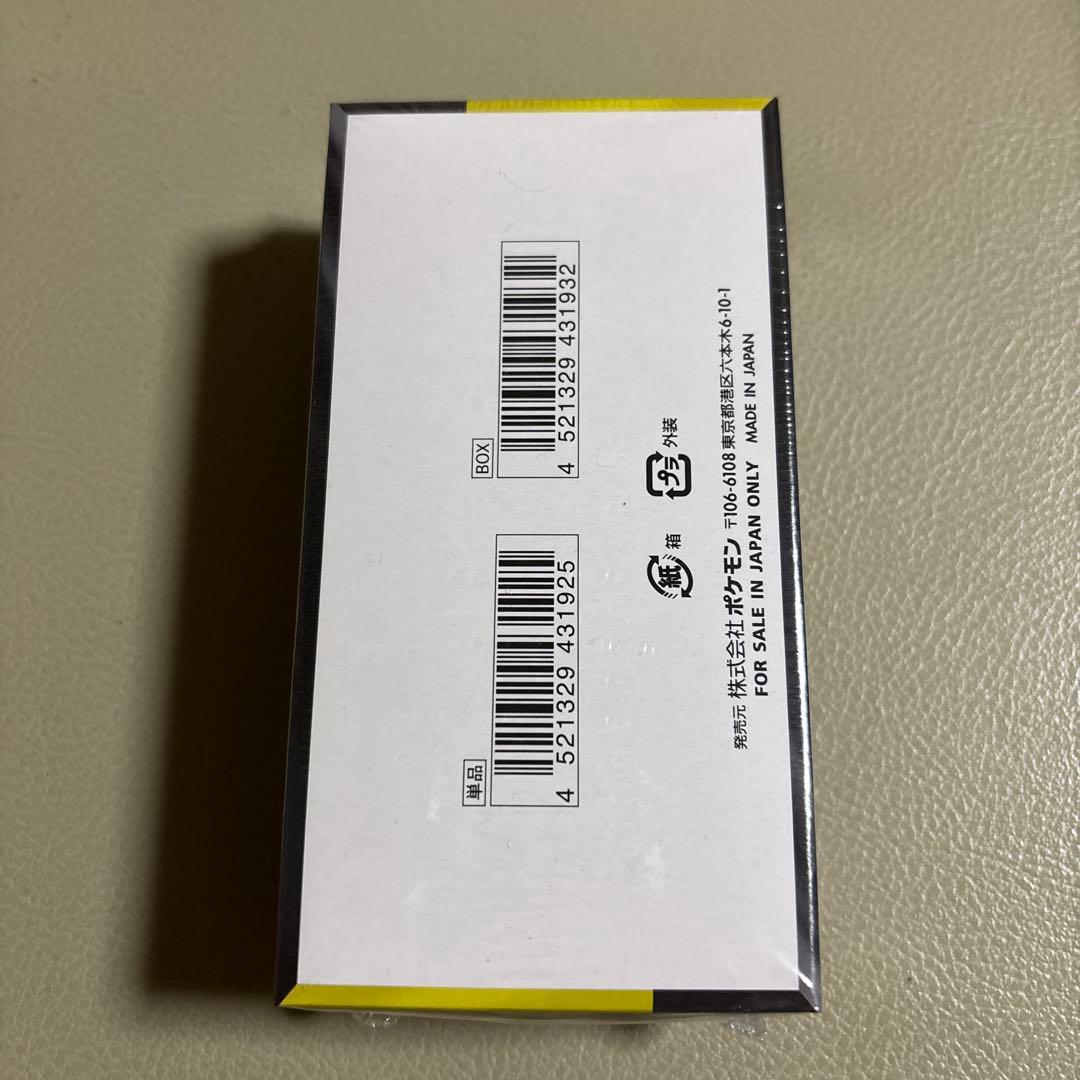 単品
4 521329 431925
BOX
4 521329 431932
紙 箱
プラ 外装
発売元 株式会社ポケモン 〒106-6108 東京都港区六本木6-10-1
FOR SALE IN JAPAN ONLY MADE IN JAPAN